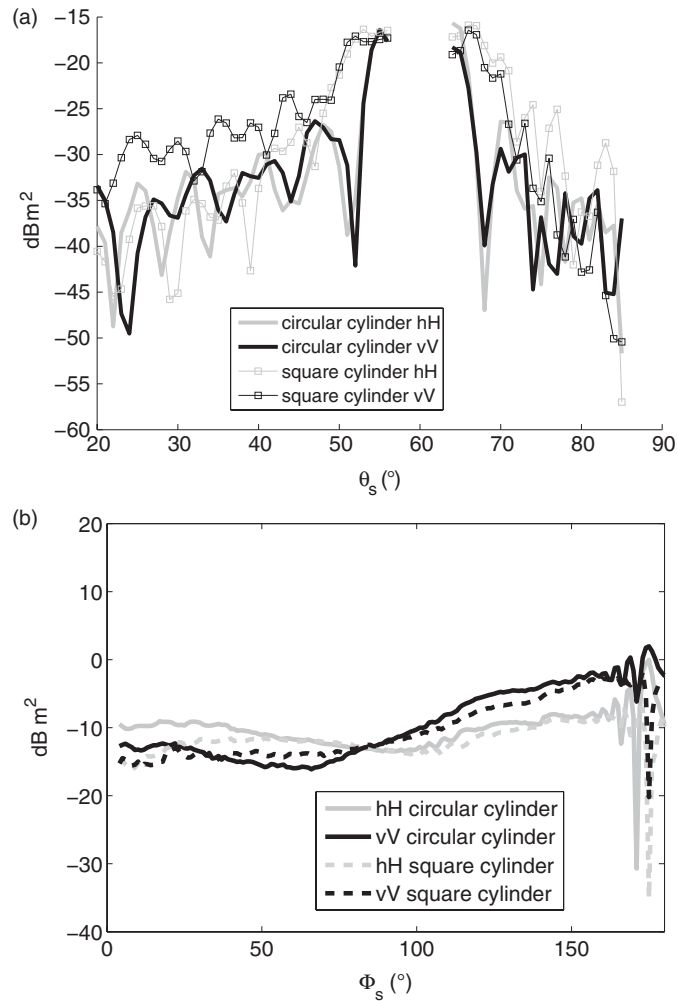 (a)
−15
−20
−25
−30
−35
−40
−45
−50
−55
−60
dBm²
circular cylinder hH
circular cylinder vV
square cylinder hH
square cylinder vV
20 30 40 50 60 70 80 90
θₛ (°)
(b)
20
10
0
−10
−20
−30
−40
dB m²
hH circular cylinder
vV circular cylinder
hH square cylinder
vV square cylinder
0 50 100 150
Φₛ (°)